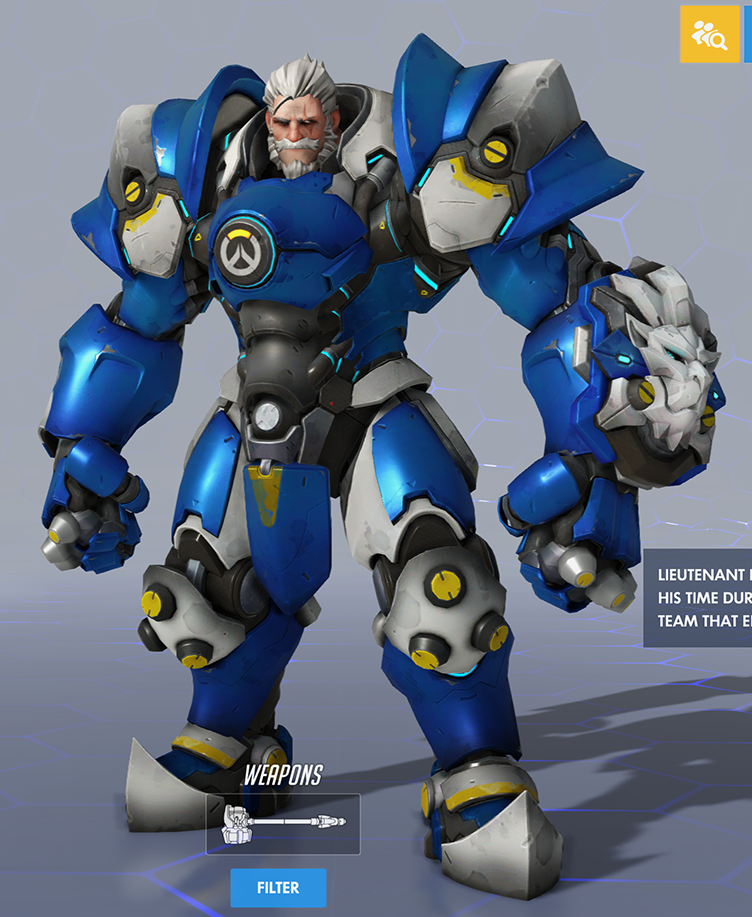 LIEUTENANT
HIS TIME DUR
TEAM THAT E
WEAPONS
FILTER